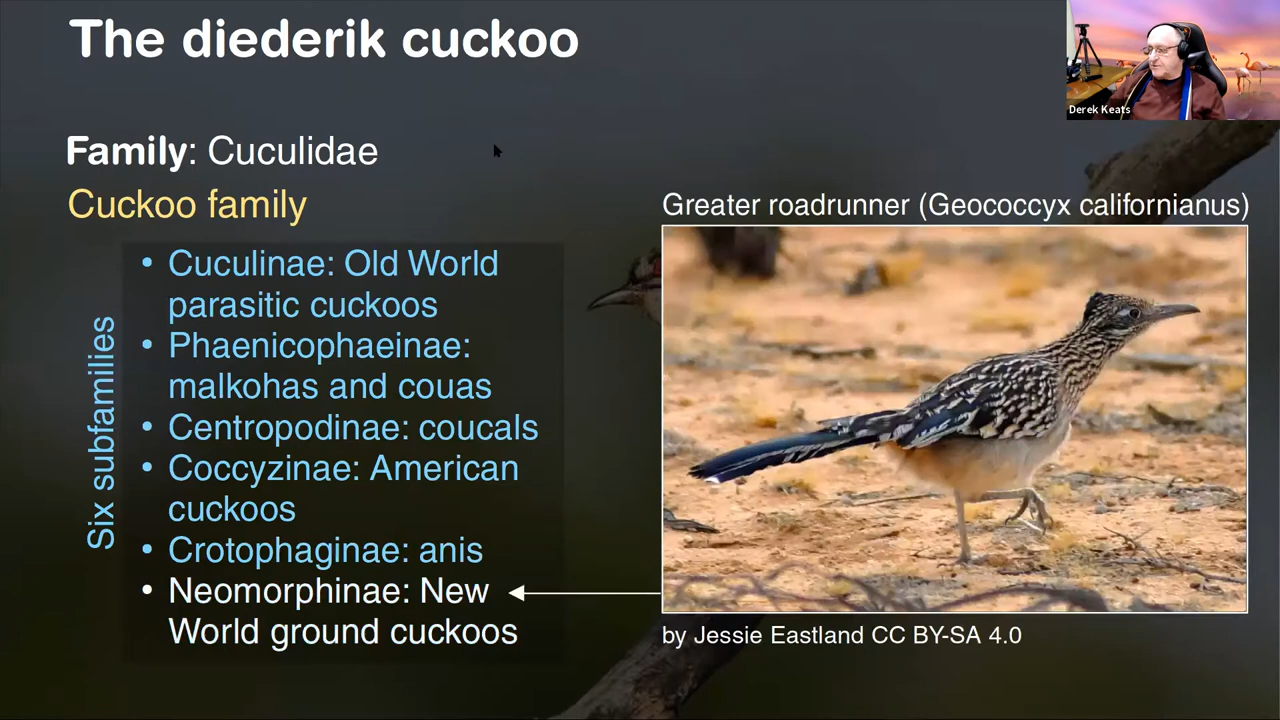 The diederik cuckoo
Derek Keats
Family: Cuculidae
Cuckoo family
Six subfamilies
• Cuculinae: Old World
parasitic cuckoos
• Phaenicophaeinae:
malkohas and couas
• Centropodinae: coucals
• Coccyzinae: American
cuckoos
• Crotophaginae: anis
• Neomorphinae: New
World ground cuckoos
Greater roadrunner (Geococcyx californianus)
by Jessie Eastland CC BY-SA 4.0